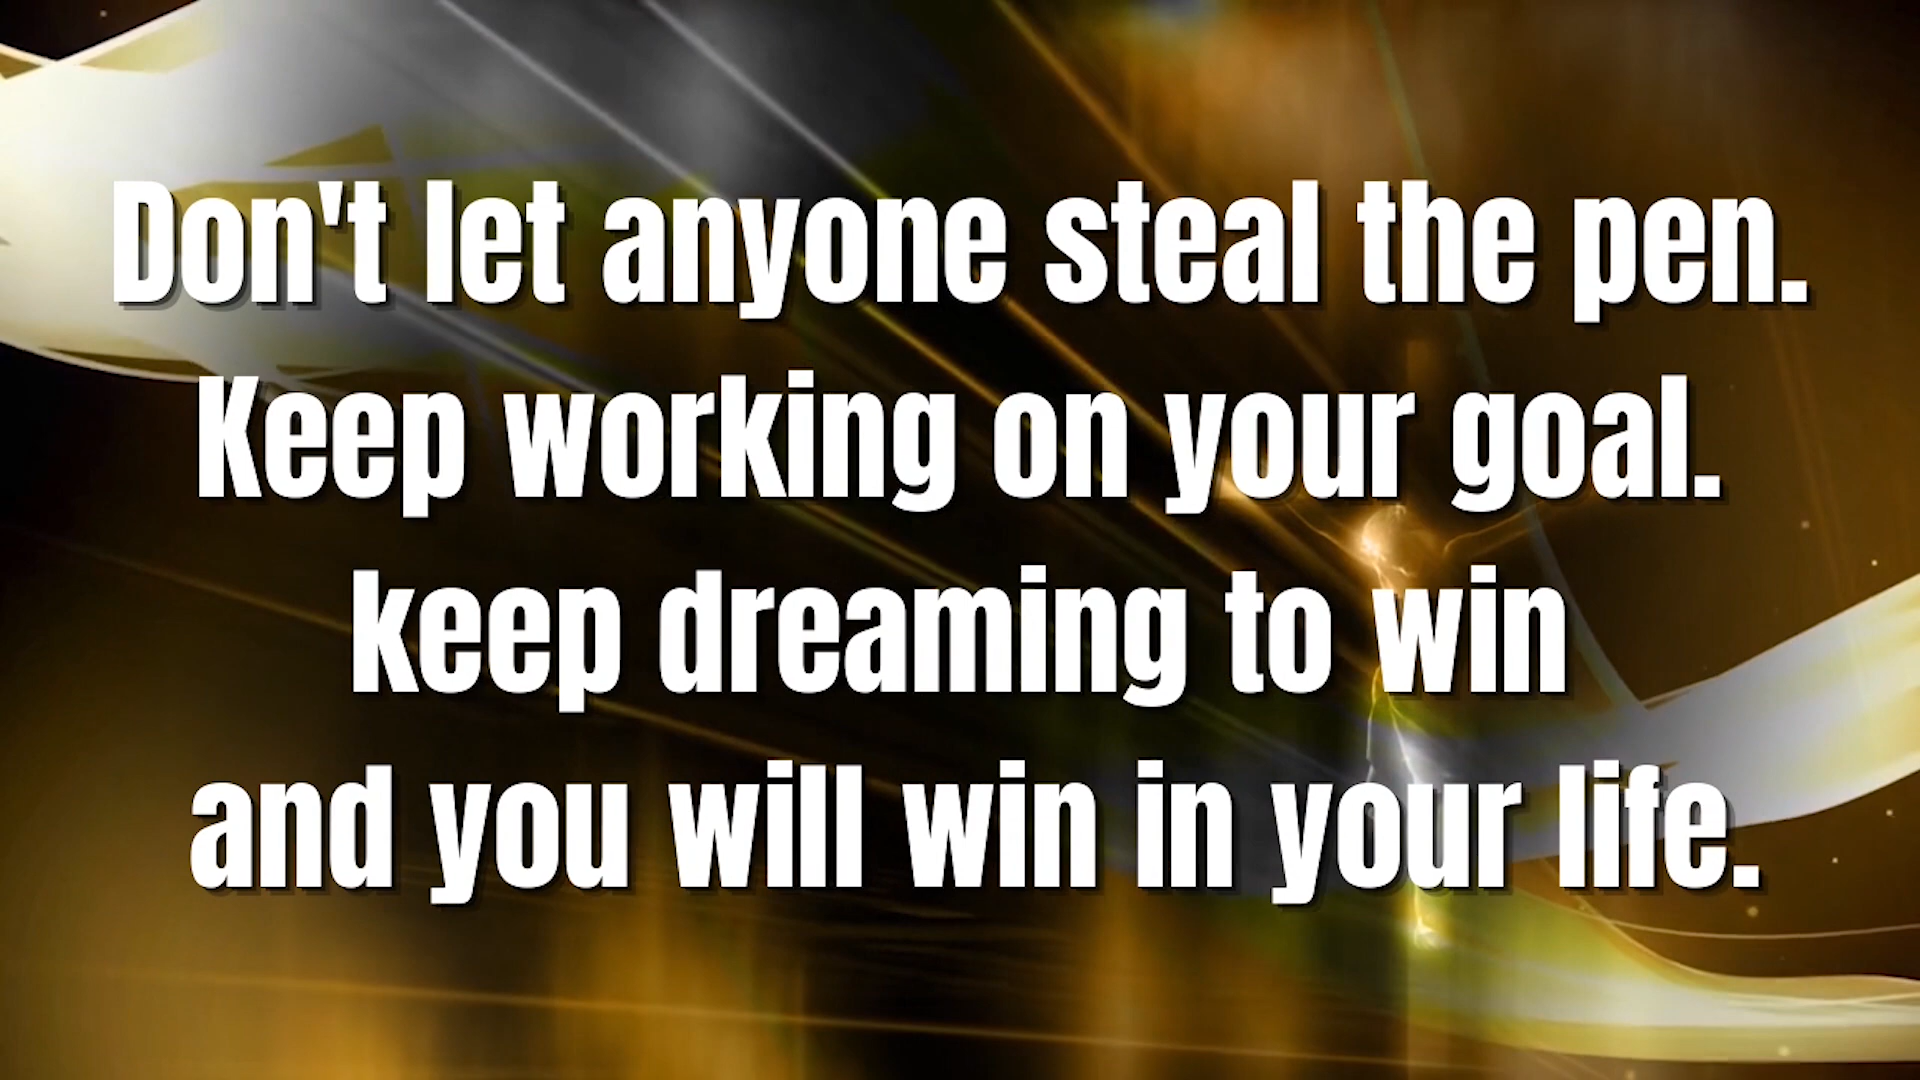 Don't let anyone steal the pen.
Keep working on your goal.
keep dreaming to win
and you will win in your life.